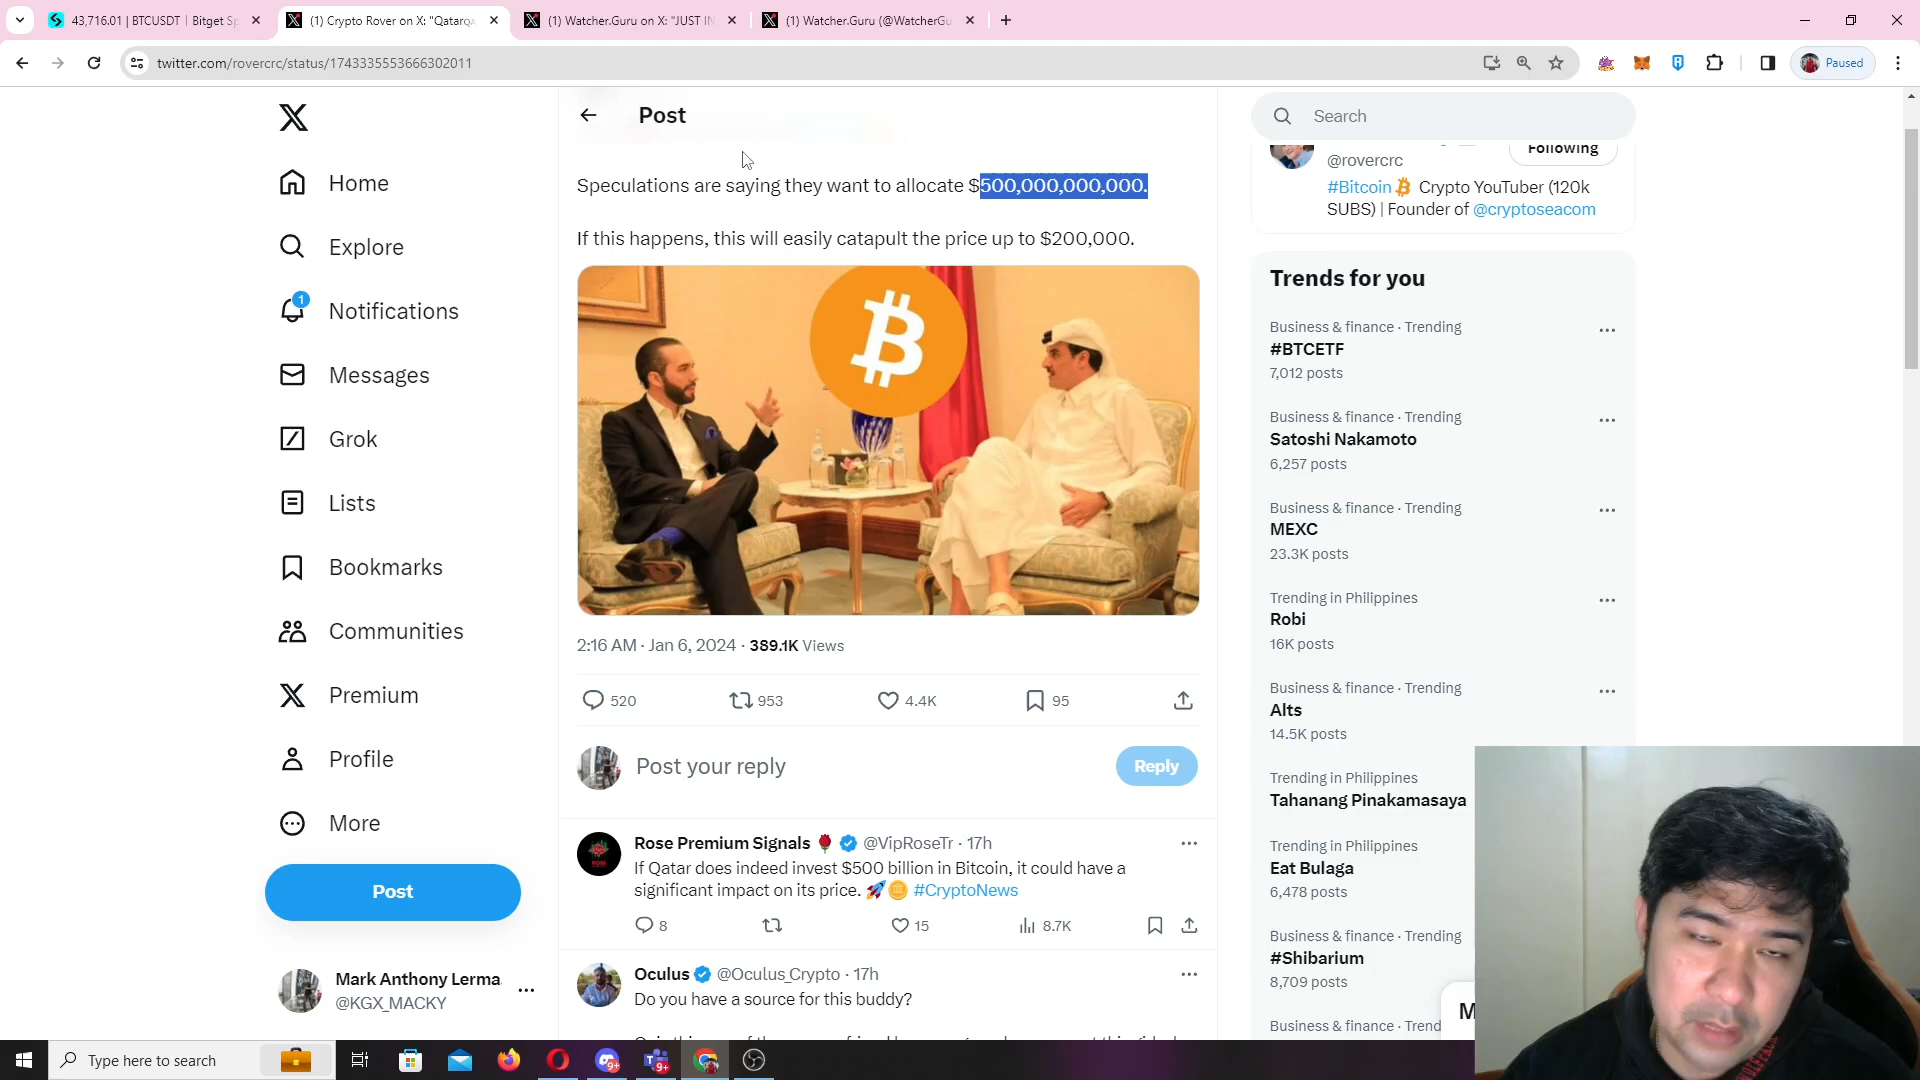 43,716.01 | BTCUSDT | Bitget Sp
(1) Crypto Rover on X: "Qatarqa
(1) Watcher.Guru on X: "JUST IN
(1) Watcher.Guru (@WatcherGu
twitter.com/rovercrc/status/1743335553666302011
Paused
Home
Explore
1
Notifications
Messages
Grok
Lists
Bookmarks
Communities
Premium
Profile
More
Post
Mark Anthony Lerma
@KGX_MACKY
Post
Speculations are saying they want to allocate $500,000,000,000.
If this happens, this will easily catapult the price up to $200,000.
2:16 AM · Jan 6, 2024 · 389.1K Views
520 953 4.4K 95
Post your reply
Reply
Rose Premium Signals @VipRoseTr · 17h
If Qatar does indeed invest $500 billion in Bitcoin, it could have a
significant impact on its price. #CryptoNews
8 15 8.7K
Oculus @Oculus_Crypto · 17h
Do you have a source for this buddy?
Search
Following
@rovercrc
#Bitcoin Crypto YouTuber (120k
SUBS) | Founder of @cryptoseacom
Trends for you
Business & finance · Trending
#BTCETF
7,012 posts
Business & finance · Trending
Satoshi Nakamoto
6,257 posts
Business & finance · Trending
MEXC
23.3K posts
Trending in Philippines
Robi
16K posts
Business & finance · Trending
Alts
14.5K posts
Trending in Philippines
Tahanang Pinakamasaya
Trending in Philippines
Eat Bulaga
6,478 posts
Business & finance · Trending
#Shibarium
8,709 posts
Business & finance · Trend
M
Type here to search
9+
9+